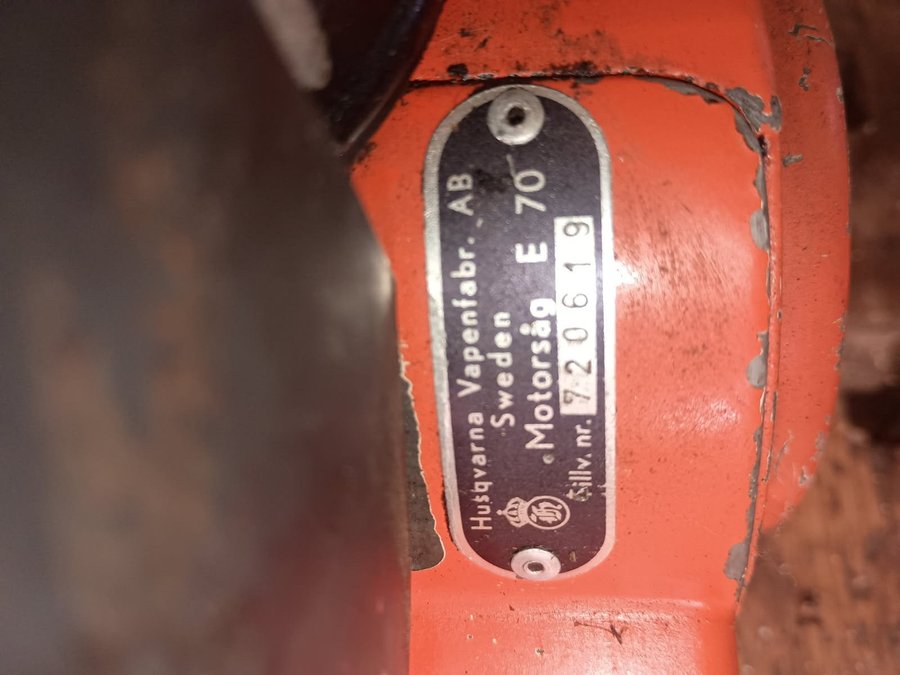 Husqvarna Vapenfabr. AB
Sweden
Motorsåg E 70
Tillv. nr. 720619